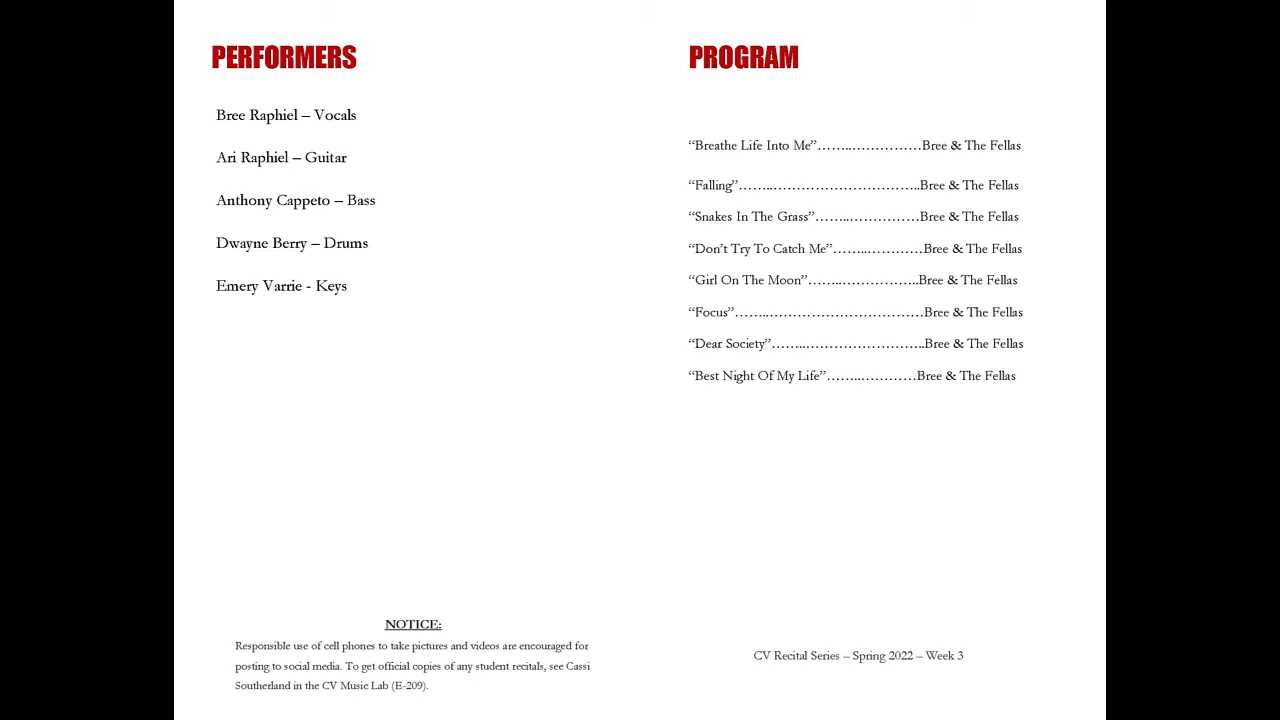 PERFORMERS
Bree Raphiel – Vocals
Ari Raphiel – Guitar
Anthony Cappeto – Bass
Dwayne Berry – Drums
Emery Varrie - Keys
NOTICE:
Responsible use of cell phones to take pictures and videos are encouraged for
posting to social media. To get official copies of any student recitals, see Cassi
Southerland in the CV Music Lab (E-209).
PROGRAM
“Breathe Life Into Me”……..……………Bree & The Fellas
“Falling”……..…………………………..Bree & The Fellas
“Snakes In The Grass”……..……………Bree & The Fellas
“Don’t Try To Catch Me”……..…………Bree & The Fellas
“Girl On The Moon”……..……………..Bree & The Fellas
“Focus”……..……………………………Bree & The Fellas
“Dear Society”……..……………………..Bree & The Fellas
“Best Night Of My Life”……..…………Bree & The Fellas
CV Recital Series – Spring 2022 – Week 3